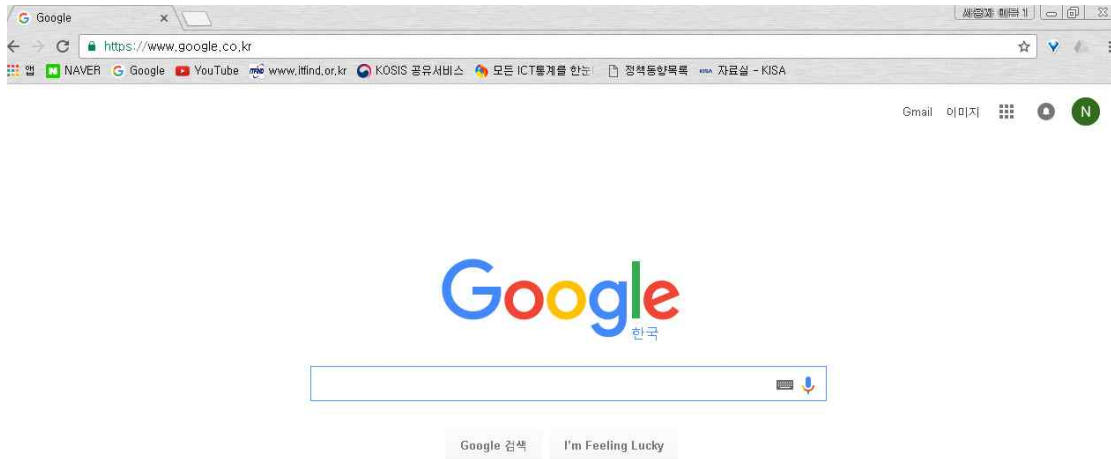 Google
https://www.google.co.kr
앱 NAVER Google YouTube www.itfind.or.kr KOSIS 공유서비스 모든 ICT통계를 한눈 정책동향목록 자료실 - KISA
Gmail 이미지 N
Google
한국
Google 검색 I'm Feeling Lucky